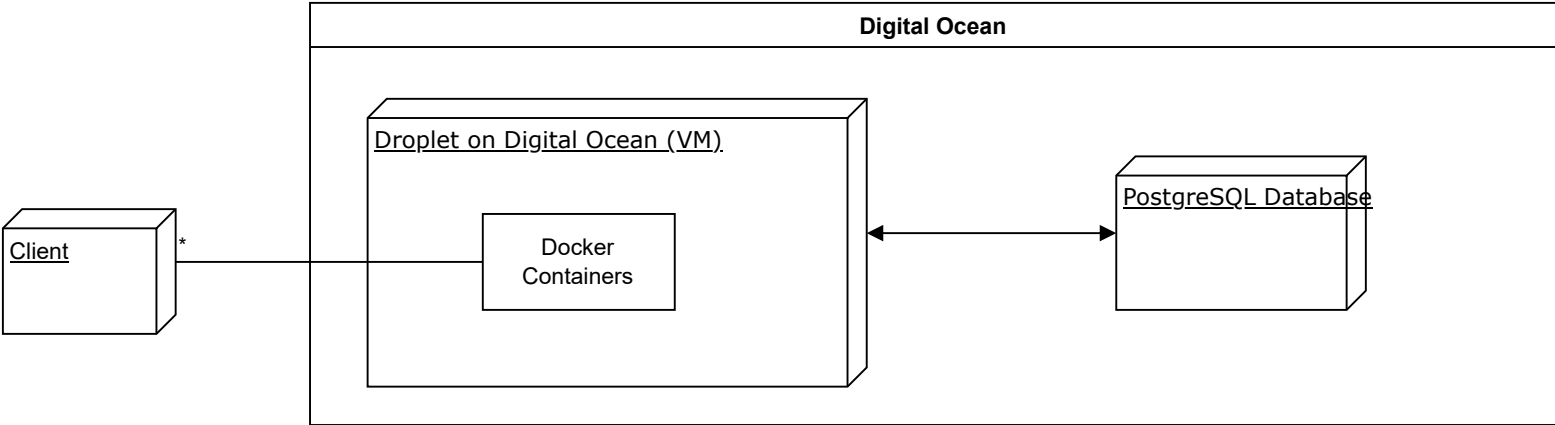 Digital Ocean
Droplet on Digital Ocean (VM)
PostgreSQL Database
Client
*
Docker
Containers